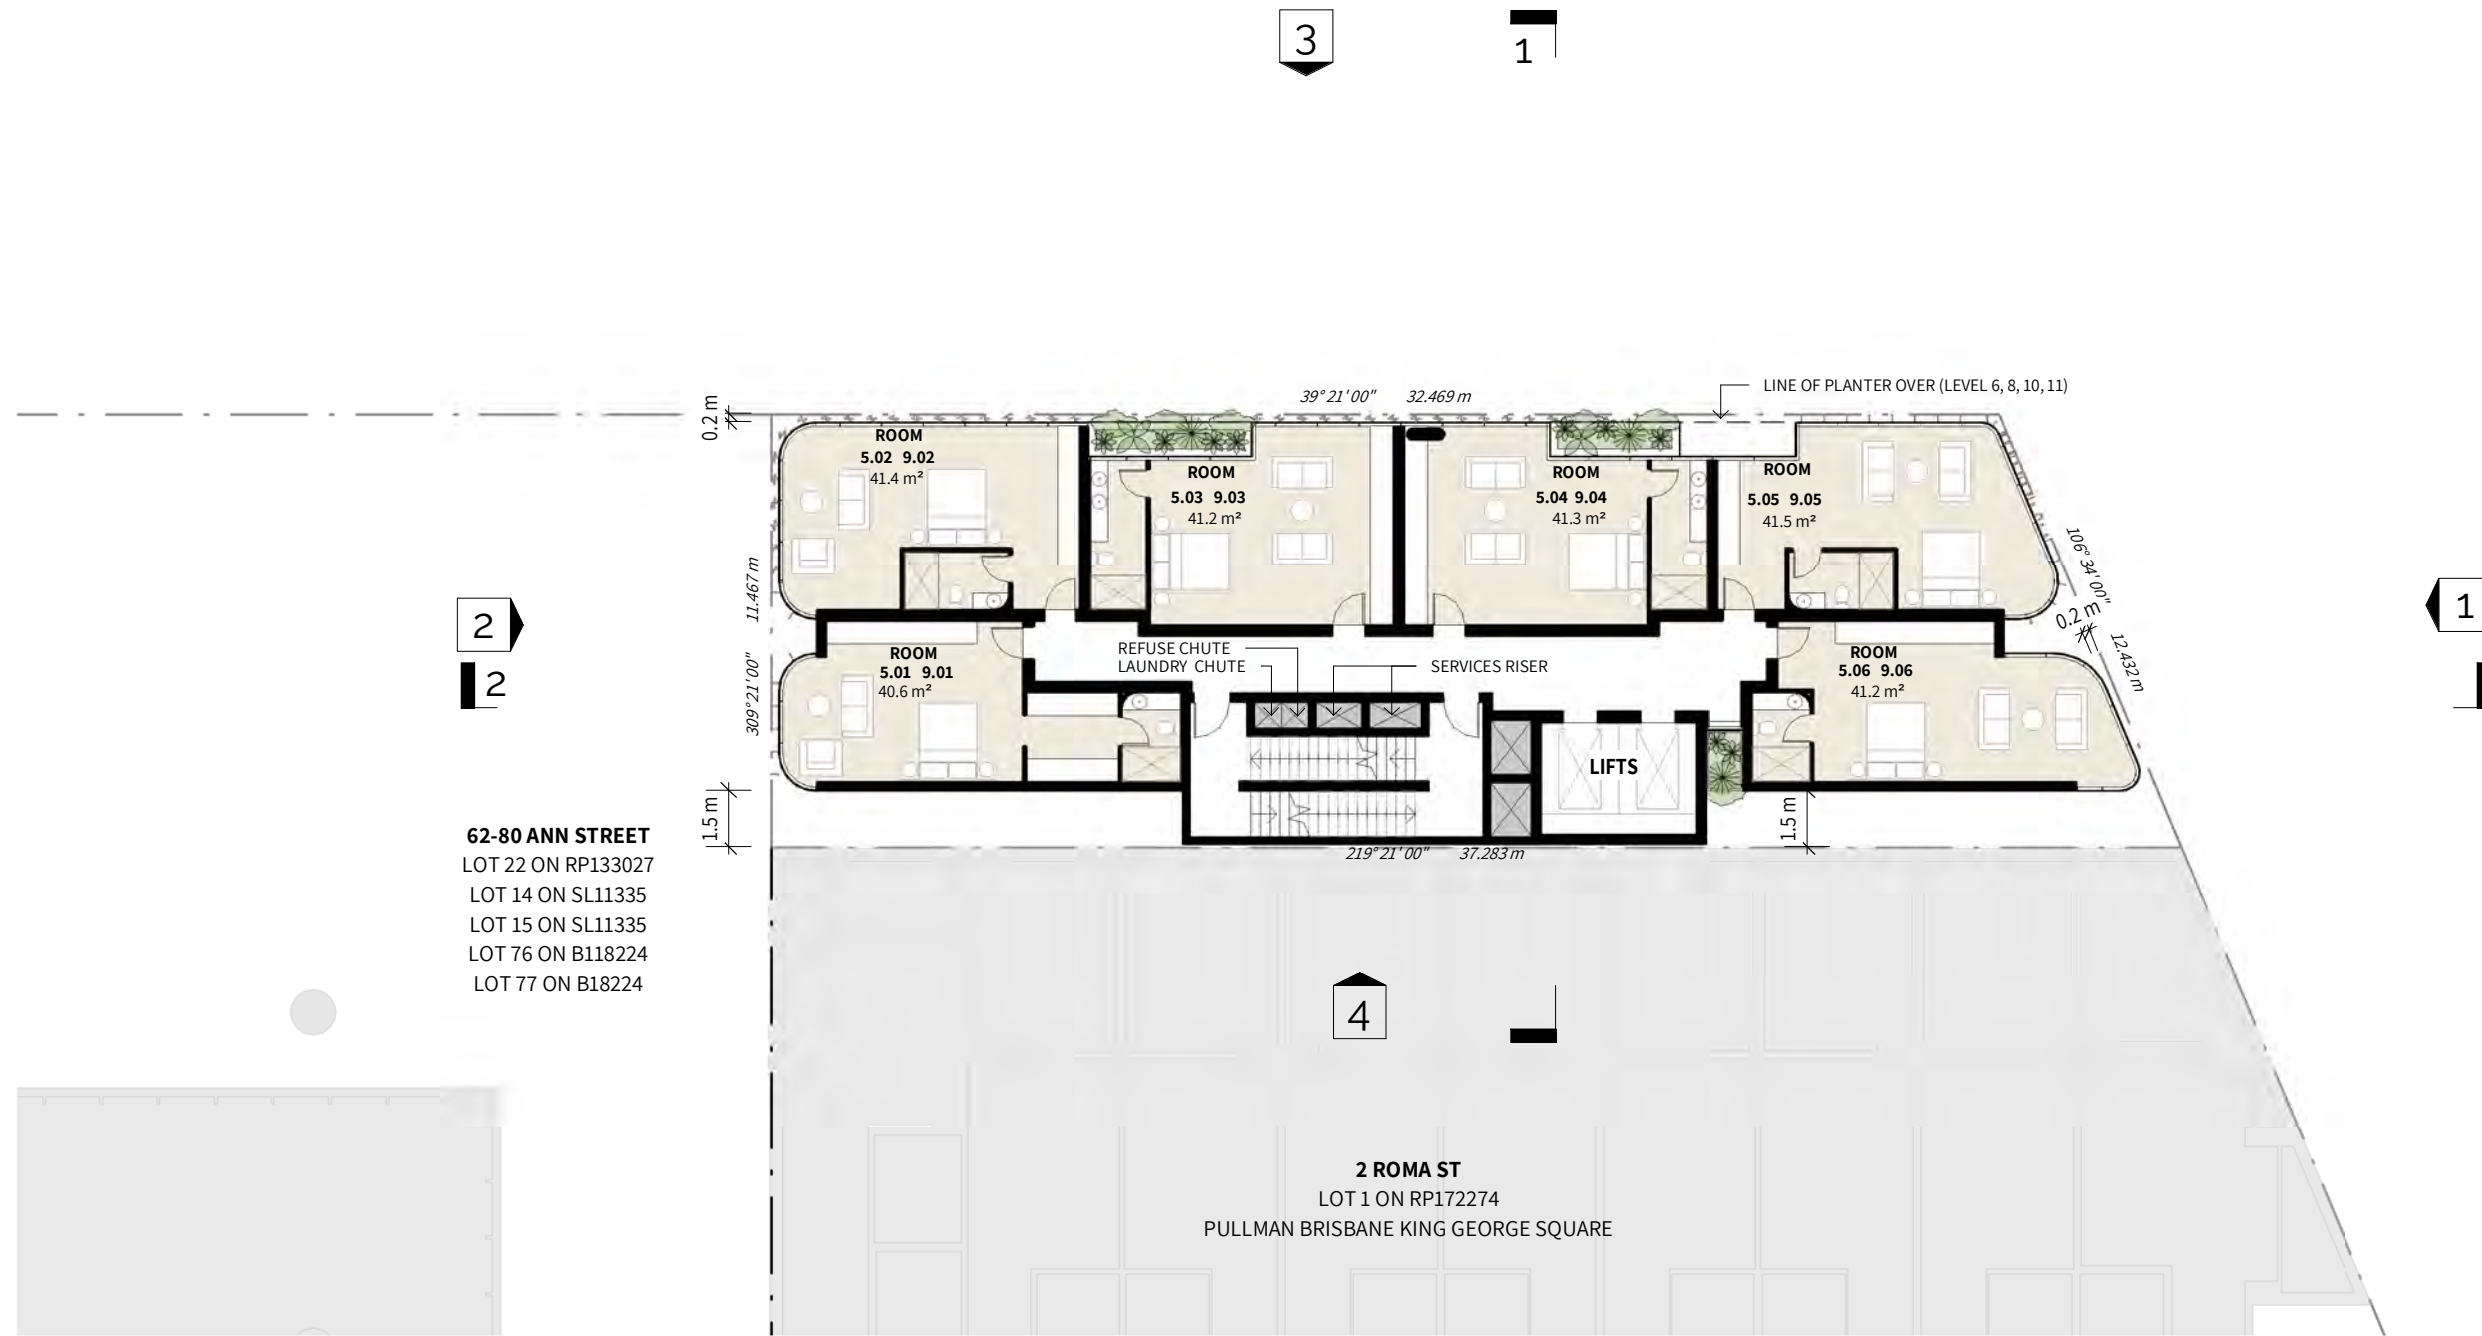 3
1
LINE OF PLANTER OVER (LEVEL 6, 8, 10, 11)
39° 21' 00" 32.469 m
0.2 m
ROOM
5.02 9.02
41.4 m²
ROOM
5.03 9.03
41.2 m²
ROOM
5.04 9.04
41.3 m²
ROOM
5.05 9.05
41.5 m²
106° 34' 00"
12.432 m
0.2 m
309° 21' 00" 11.467 m
2
2
1
ROOM
5.01 9.01
40.6 m²
REFUSE CHUTE
LAUNDRY CHUTE
SERVICES RISER
ROOM
5.06 9.06
41.2 m²
LIFTS
1.5 m
1.5 m
219° 21' 00" 37.283 m
62-80 ANN STREET
LOT 22 ON RP133027
LOT 14 ON SL11335
LOT 15 ON SL11335
LOT 76 ON B118224
LOT 77 ON B18224
4
2 ROMA ST
LOT 1 ON RP172274
PULLMAN BRISBANE KING GEORGE SQUARE